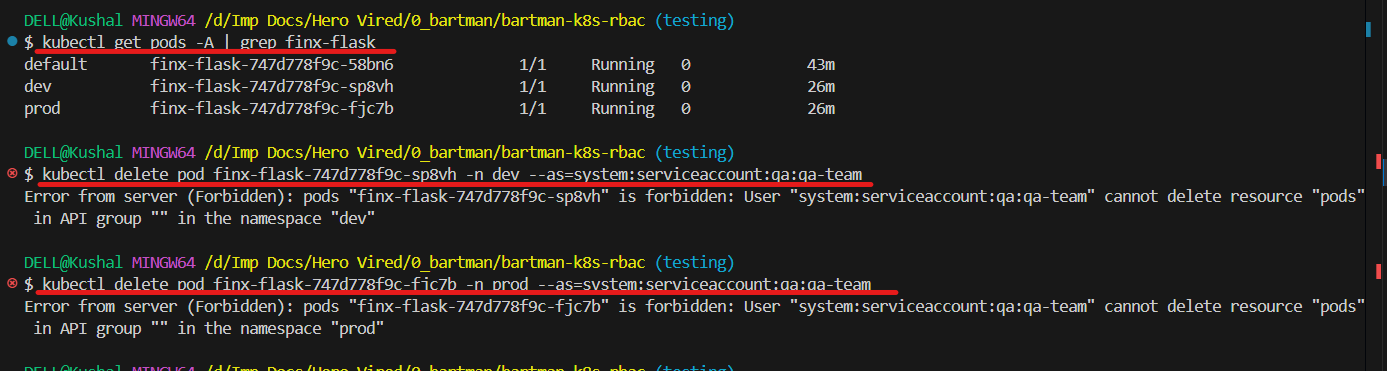 DELL@Kushal MINGW64 /d/Imp Docs/Hero Vired/0_bartman/bartman-k8s-rbac (testing)
$ kubectl get pods -A | grep finx-flask
default finx-flask-747d778f9c-58bn6 1/1 Running 0 43m
dev finx-flask-747d778f9c-sp8vh 1/1 Running 0 26m
prod finx-flask-747d778f9c-fjc7b 1/1 Running 0 26m
DELL@Kushal MINGW64 /d/Imp Docs/Hero Vired/0_bartman/bartman-k8s-rbac (testing)
$ kubectl delete pod finx-flask-747d778f9c-sp8vh -n dev --as=system:serviceaccount:qa:qa-team
Error from server (Forbidden): pods "finx-flask-747d778f9c-sp8vh" is forbidden: User "system:serviceaccount:qa:qa-team" cannot delete resource "pods"
in API group "" in the namespace "dev"
DELL@Kushal MINGW64 /d/Imp Docs/Hero Vired/0_bartman/bartman-k8s-rbac (testing)
$ kubectl delete pod finx-flask-747d778f9c-fjc7b -n prod --as=system:serviceaccount:qa:qa-team
Error from server (Forbidden): pods "finx-flask-747d778f9c-fjc7b" is forbidden: User "system:serviceaccount:qa:qa-team" cannot delete resource "pods"
in API group "" in the namespace "prod"
DELL@Kushal MINGW64 /d/Imp Docs/Hero Vired/0_bartman/bartman-k8s-rbac (testing)